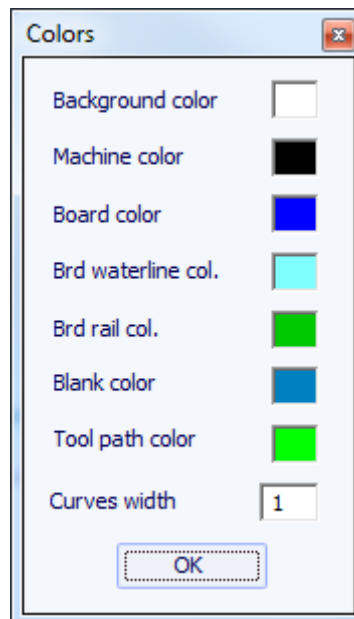 Colors
Background color
Machine color
Board color
Brd waterline col.
Brd rail col.
Blank color
Tool path color
Curves width 1
OK